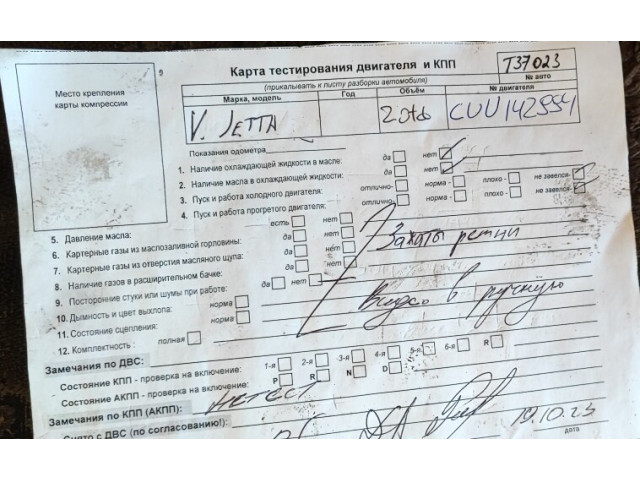 Карта тестирования двигателя и КПП
T37023
(прикалывать к листу разборки автомобиля)
№ авто
Место крепления
карты компрессии
Марка, модель Год Объём № двигателя
V. JETTA 2.0td CUU142554
Показания одометра
1. Наличие охлаждающей жидкости в масле: да нет
2. Наличие масла в охлаждающей жидкости: да нет
3. Пуск и работа холодного двигателя: отлично- норма - плохо - не завелся-
4. Пуск и работа прогретого двигателя: отлично- норма - плохо - не завелся-
5. Давление масла: есть нет
6. Картерные газы из маслозаливной горловины: да нет
7. Картерные газы из отверстия масляного щупа: да нет
8. Наличие газов в расширительном бачке: да нет
9. Посторонние стуки или шумы при работе: да нет
10. Дымность и цвет выхлопа: норма
11. Состояние сцепления: норма
12. Комплектность: полная
в ручную
Замечания по ДВС:
Состояние КПП - проверка на включение: 1-я 2-я 3-я 4-я 5-я 6-я R
Состояние АКПП - проверка на включение: P R N D
Замечания по КПП (АКПП): нетест
Снято с ДВС (по согласованию!):
19.10.23
дата